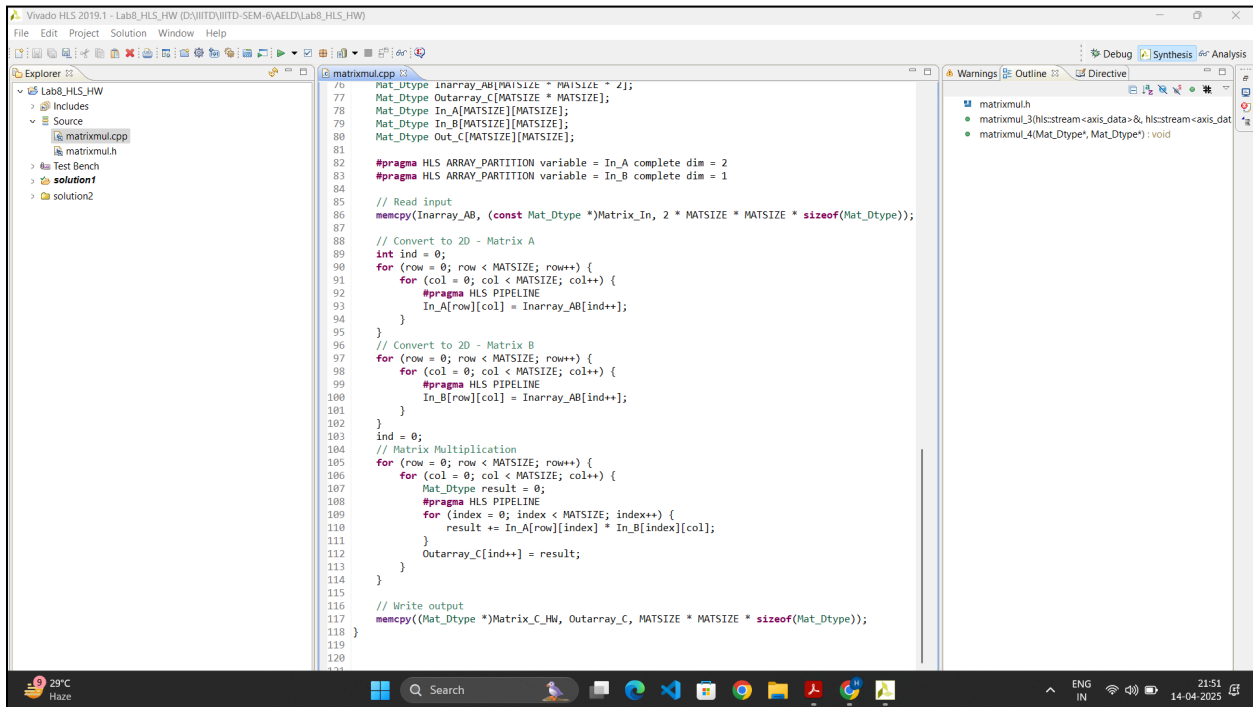 Vivado HLS 2019.1 - Lab8_HLS_HW (D:\IIITD\IIITD-SEM-6\AELD\Lab8_HLS_HW)
File Edit Project Solution Window Help
Debug Synthesis Analysis
Explorer
Lab8_HLS_HW
Includes
Source
matrixmul.cpp
matrixmul.h
Test Bench
solution1
solution2
matrixmul.cpp
76 Mat_Dtype Inarray_AB[MATSIZE * MATSIZE * 2];
77 Mat_Dtype Outarray_C[MATSIZE * MATSIZE];
78 Mat_Dtype In_A[MATSIZE][MATSIZE];
79 Mat_Dtype In_B[MATSIZE][MATSIZE];
80 Mat_Dtype Out_C[MATSIZE][MATSIZE];
81
82 #pragma HLS ARRAY_PARTITION variable = In_A complete dim = 2
83 #pragma HLS ARRAY_PARTITION variable = In_B complete dim = 1
84
85 // Read input
86 memcpy(Inarray_AB, (const Mat_Dtype *)Matrix_In, 2 * MATSIZE * MATSIZE * sizeof(Mat_Dtype));
87
88 // Convert to 2D - Matrix A
89 int ind = 0;
90 for (row = 0; row < MATSIZE; row++) {
91 for (col = 0; col < MATSIZE; col++) {
92 #pragma HLS PIPELINE
93 In_A[row][col] = Inarray_AB[ind++];
94 }
95 }
96 // Convert to 2D - Matrix B
97 for (row = 0; row < MATSIZE; row++) {
98 for (col = 0; col < MATSIZE; col++) {
99 #pragma HLS PIPELINE
100 In_B[row][col] = Inarray_AB[ind++];
101 }
102 }
103 ind = 0;
104 // Matrix Multiplication
105 for (row = 0; row < MATSIZE; row++) {
106 for (col = 0; col < MATSIZE; col++) {
107 Mat_Dtype result = 0;
108 #pragma HLS PIPELINE
109 for (index = 0; index < MATSIZE; index++) {
110 result += In_A[row][index] * In_B[index][col];
111 }
112 Outarray_C[ind++] = result;
113 }
114 }
115
116 // Write output
117 memcpy((Mat_Dtype *)Matrix_C_HW, Outarray_C, MATSIZE * MATSIZE * sizeof(Mat_Dtype));
118 }
119
120
121
Warnings Outline Directive
matrixmul.h
matrixmul_3(hls::stream<axis_data>&, hls::stream<axis_dat
matrixmul_4(Mat_Dtype*, Mat_Dtype*) : void
9
29°C
Haze
Search
ENG
IN
21:51
14-04-2025